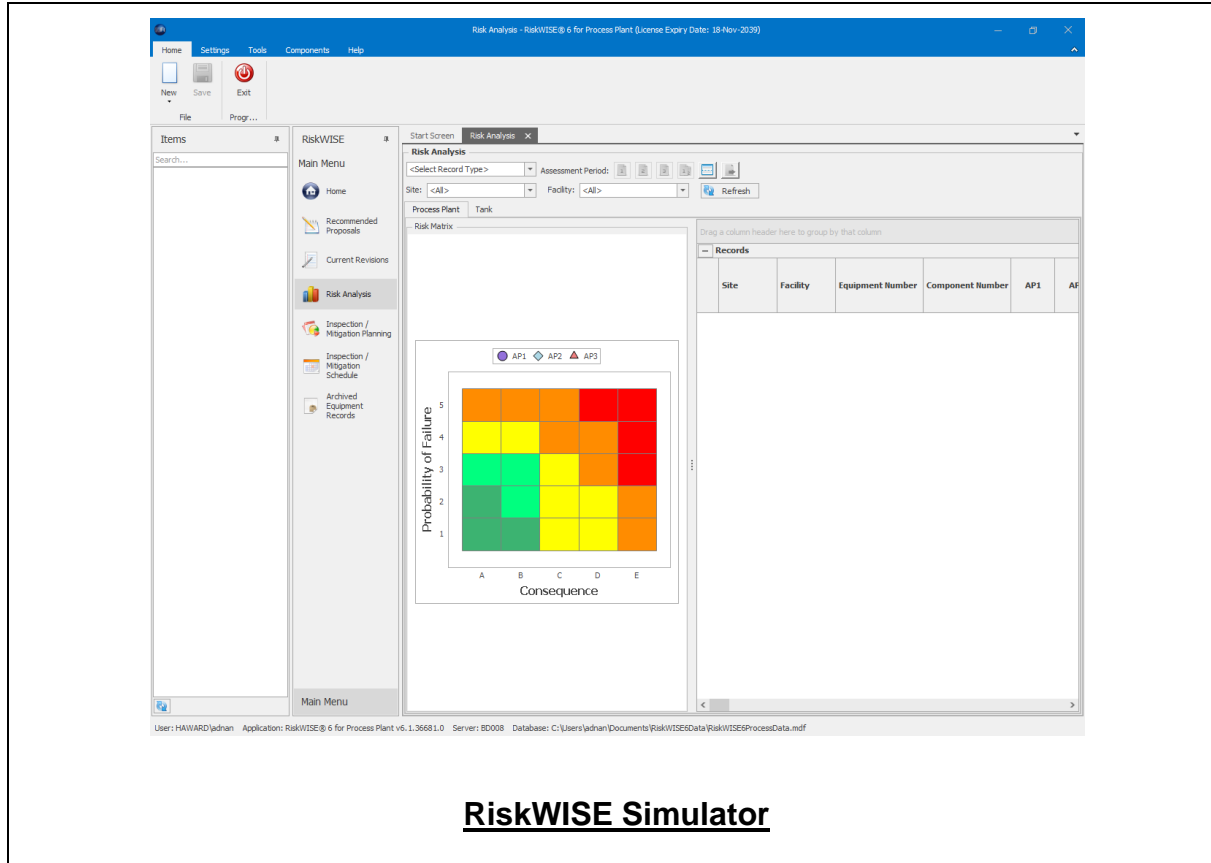 Risk Analysis - RiskWISE® 6 for Process Plant (License Expiry Date: 18-Nov-2039)
Home Settings Tools Components Help
New Save Exit
File Progr...
Items
Search...
RiskWISE
Main Menu
Home
Recommended
Proposals
Current Revisions
Risk Analysis
Inspection /
Mitigation Planning
Inspection /
Mitigation
Schedule
Archived
Equipment
Records
Main Menu
Start Screen Risk Analysis
Risk Analysis
<Select Record Type> Assessment Period:
Site: <All> Facility: <All> Refresh
Process Plant Tank
Risk Matrix
AP1 AP2 AP3
Probability of Failure
5
4
3
2
1
A B C D E
Consequence
Drag a column header here to group by that column
Records
Site Facility Equipment Number Component Number AP1 AP
User: HAWARD\adnan Application: RiskWISE® 6 for Process Plant v6.1.36681.0 Server: BD008 Database: C:\Users\adnan\Documents\RiskWISE6Data\RiskWISE6ProcessData.mdf
RiskWISE Simulator